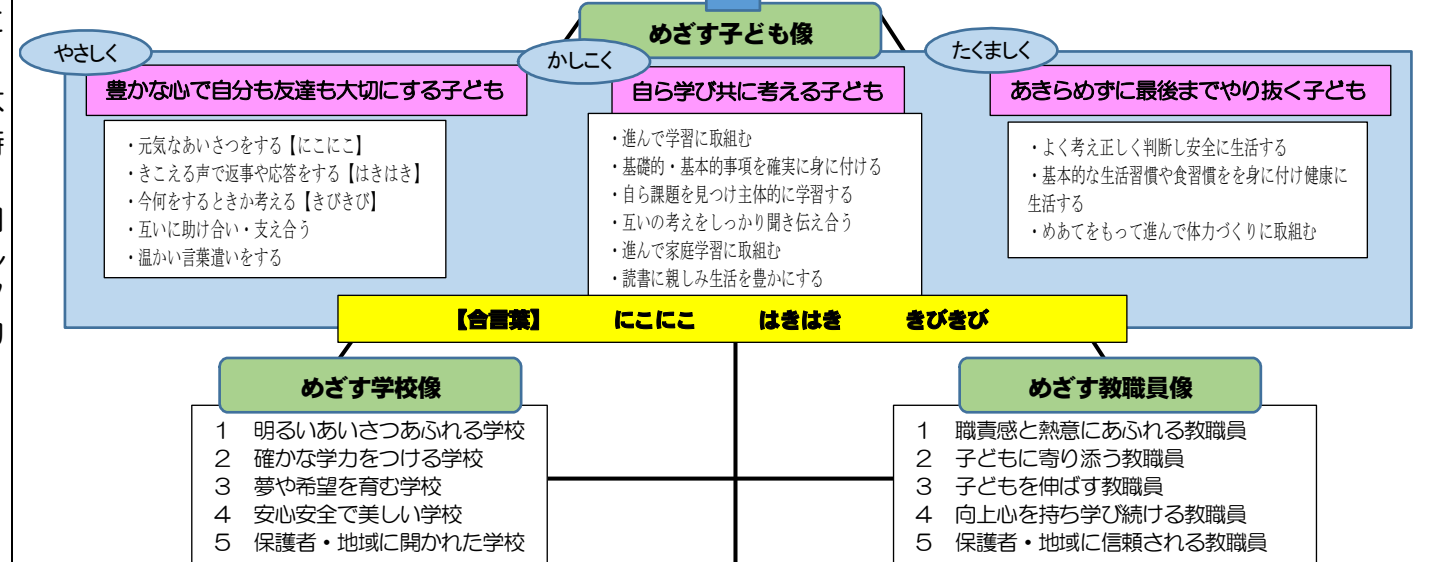 めざす子ども像
やさしく
豊かな心で自分も友達も大切にする子ども
・元気なあいさつをする【にこにこ】
・きこえる声で返事や応答をする【はきはき】
・今何をするときか考える【きびきび】
・互いに助け合い・支え合う
・温かい言葉遣いをする
かしこく
自ら学び共に考える子ども
・進んで学習に取組む
・基礎的・基本的事項を確実に身に付ける
・自ら課題を見つけ主体的に学習する
・互いの考えをしっかり聞き伝え合う
・進んで家庭学習に取組む
・読書に親しみ生活を豊かにする
たくましく
あきらめずに最後までやり抜く子ども
・よく考え正しく判断し安全に生活する
・基本的な生活習慣や食習慣をを身に付け健康に
生活する
・めあてをもって進んで体力づくりに取組む
【合言葉】 にこにこ はきはき きびきび
めざす学校像
1 明るいあいさつあふれる学校
2 確かな学力をつける学校
3 夢や希望を育む学校
4 安心安全で美しい学校
5 保護者・地域に開かれた学校
めざす教職員像
1 職責感と熱意にあふれる教職員
2 子どもに寄り添う教職員
3 子どもを伸ばす教職員
4 向上心を持ち学び続ける教職員
5 保護者・地域に信頼される教職員